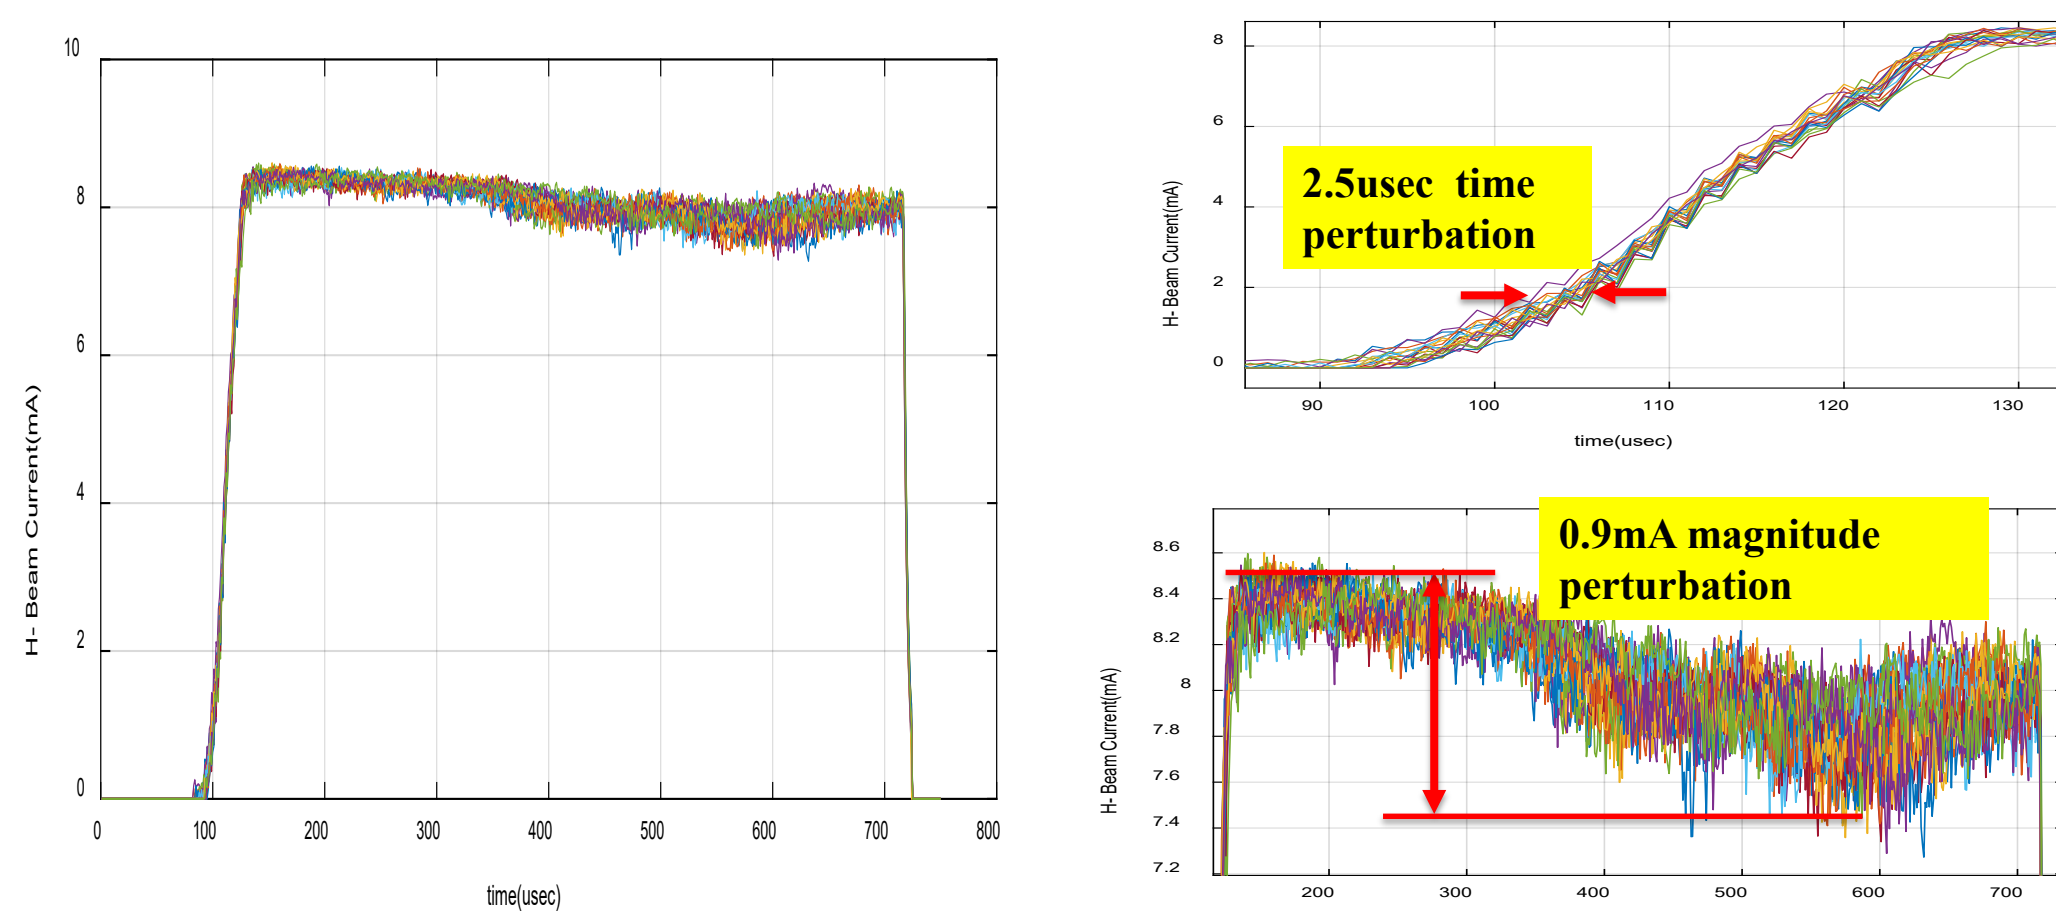 10
8
6
4
2
0
0 100 200 300 400 500 600 700 800
H- Beam Current(mA)
time(usec)
8
6
4
2
0
90 100 110 120 130
H- Beam Current(mA)
time(usec)
2.5usec time
perturbation
8.6
8.4
8.2
8
7.8
7.6
7.4
7.2
200 300 400 500 600 700
H- Beam Current(mA)
0.9mA magnitude
perturbation